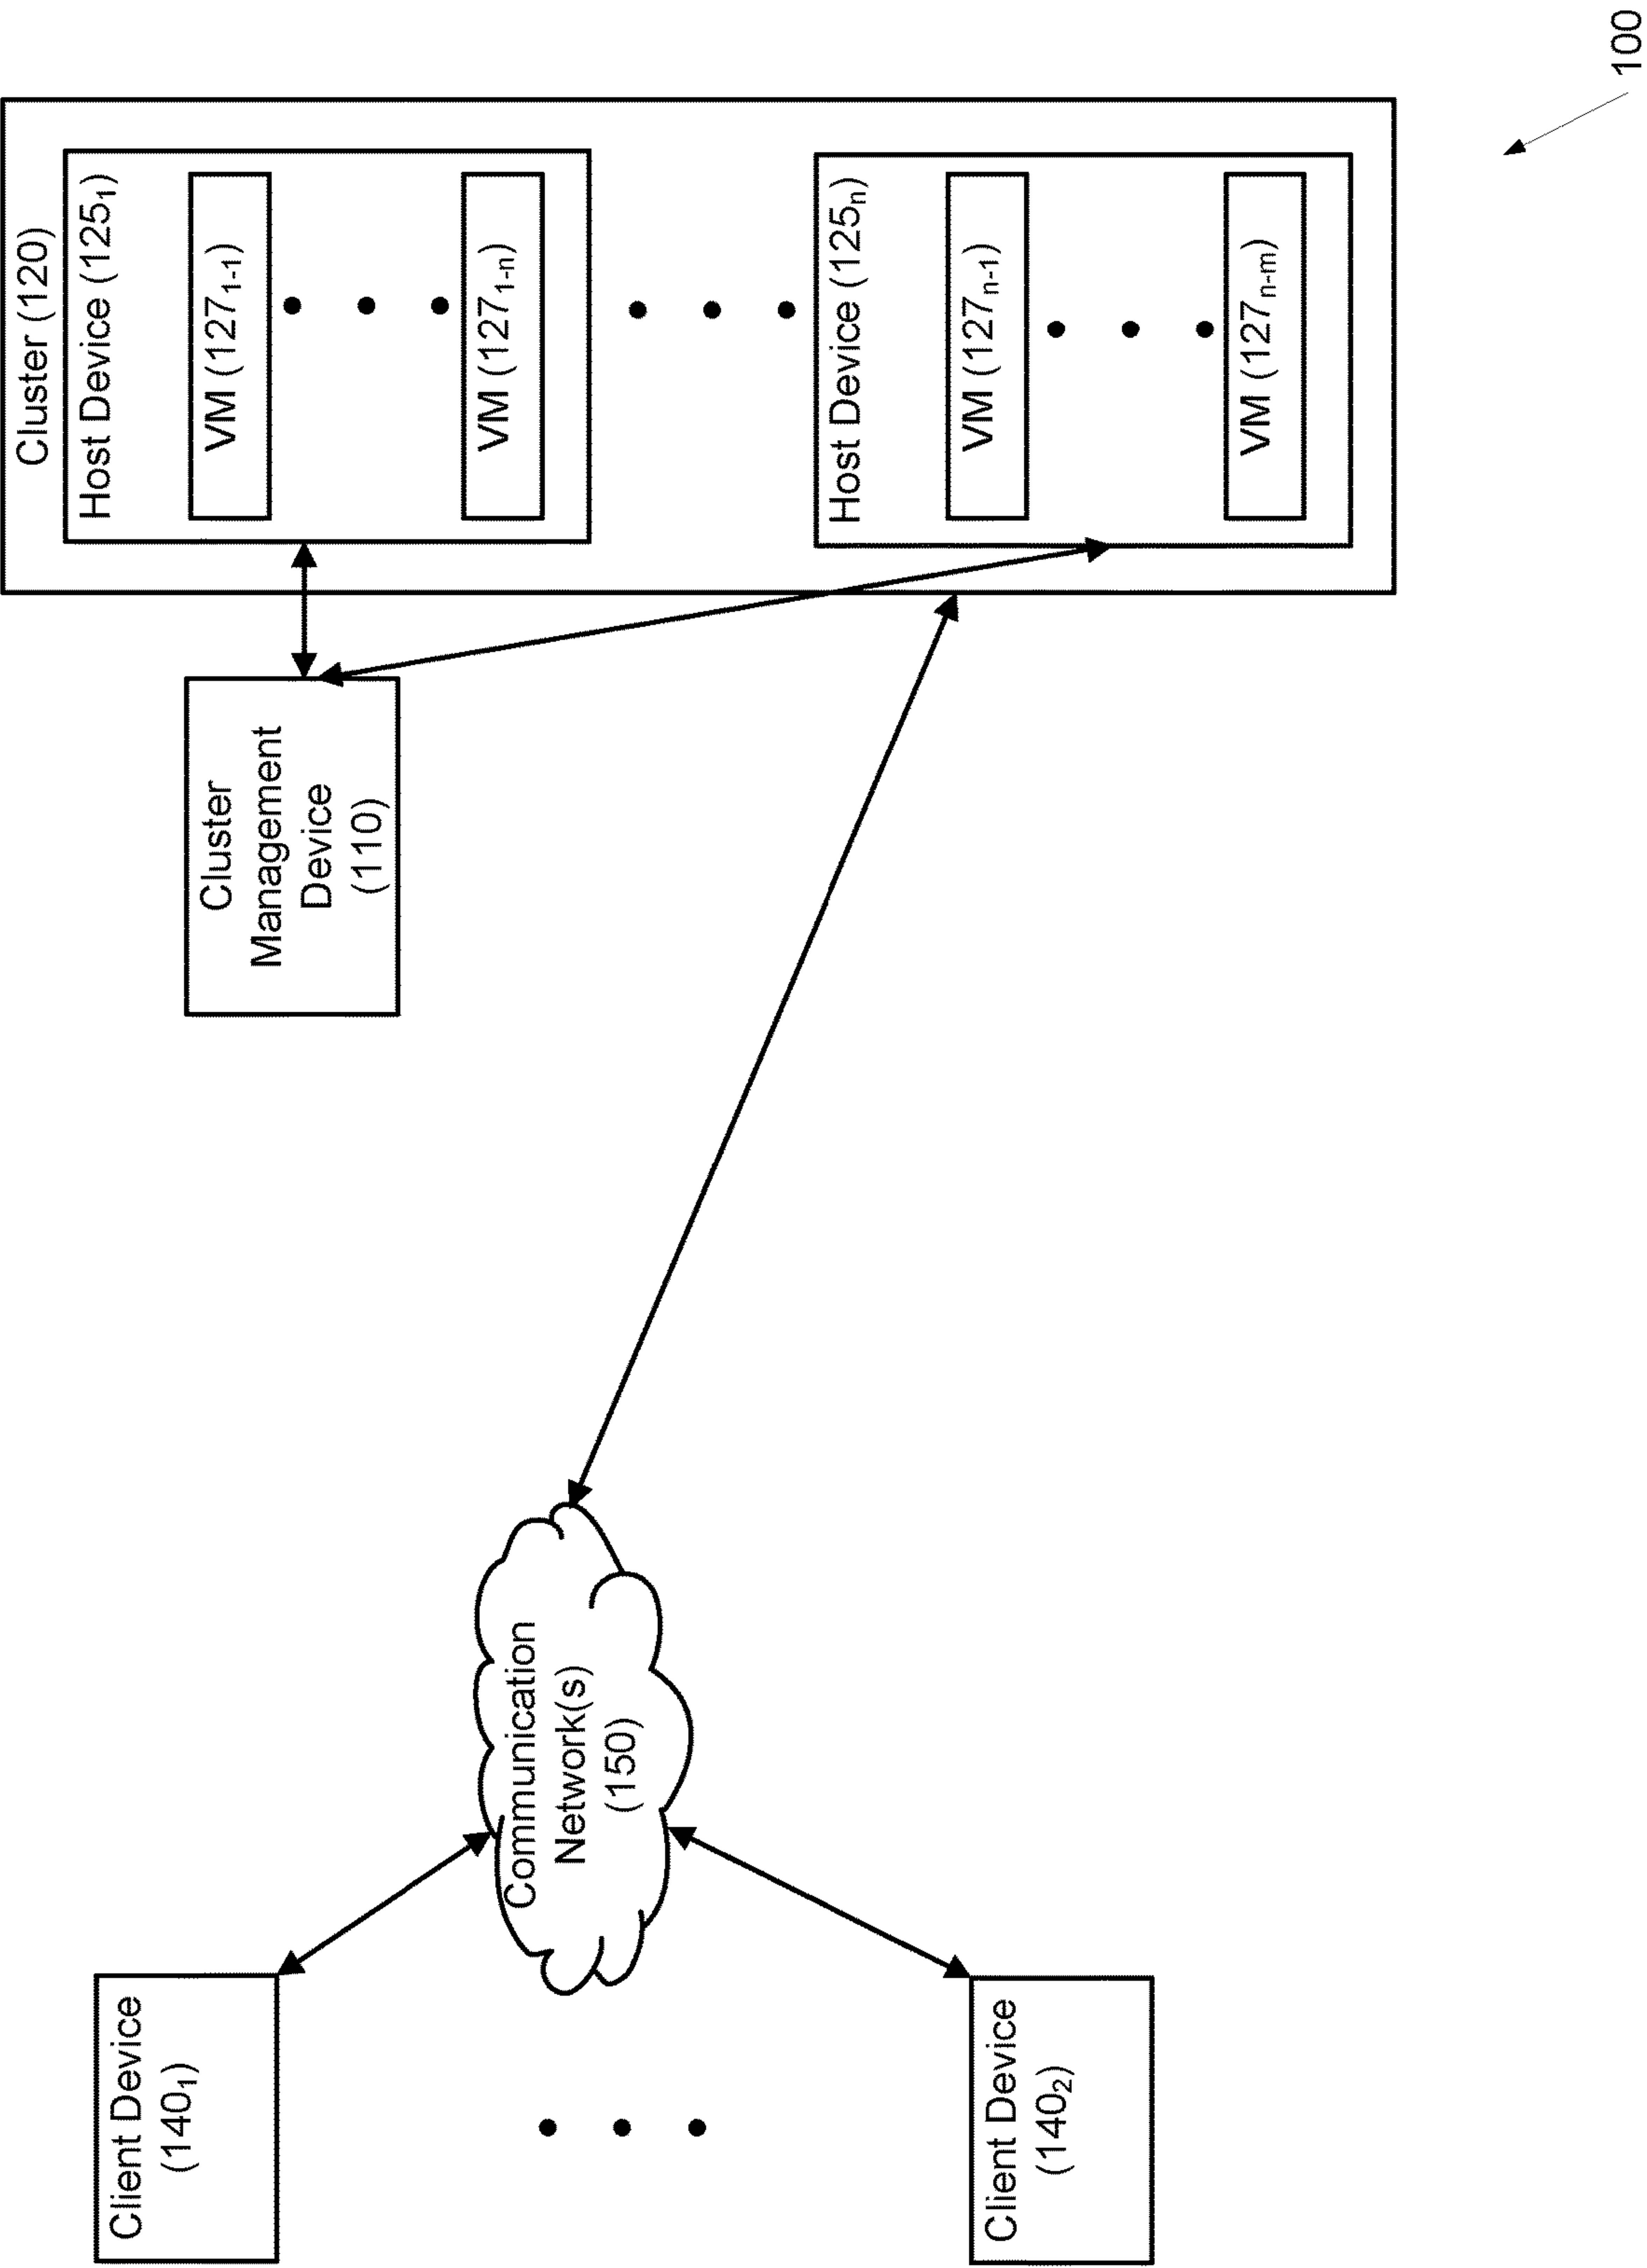 Client Device
(140₁)
Client Device
(140₂)
Communication
Network(s)
(150)
Cluster
Management
Device
(110)
Cluster (120)
Host Device (125₁)
VM (127₁₋₁)
VM (127₁₋ₙ)
Host Device (125ₙ)
VM (127ₙ₋₁)
VM (127ₙ₋ₘ)
100